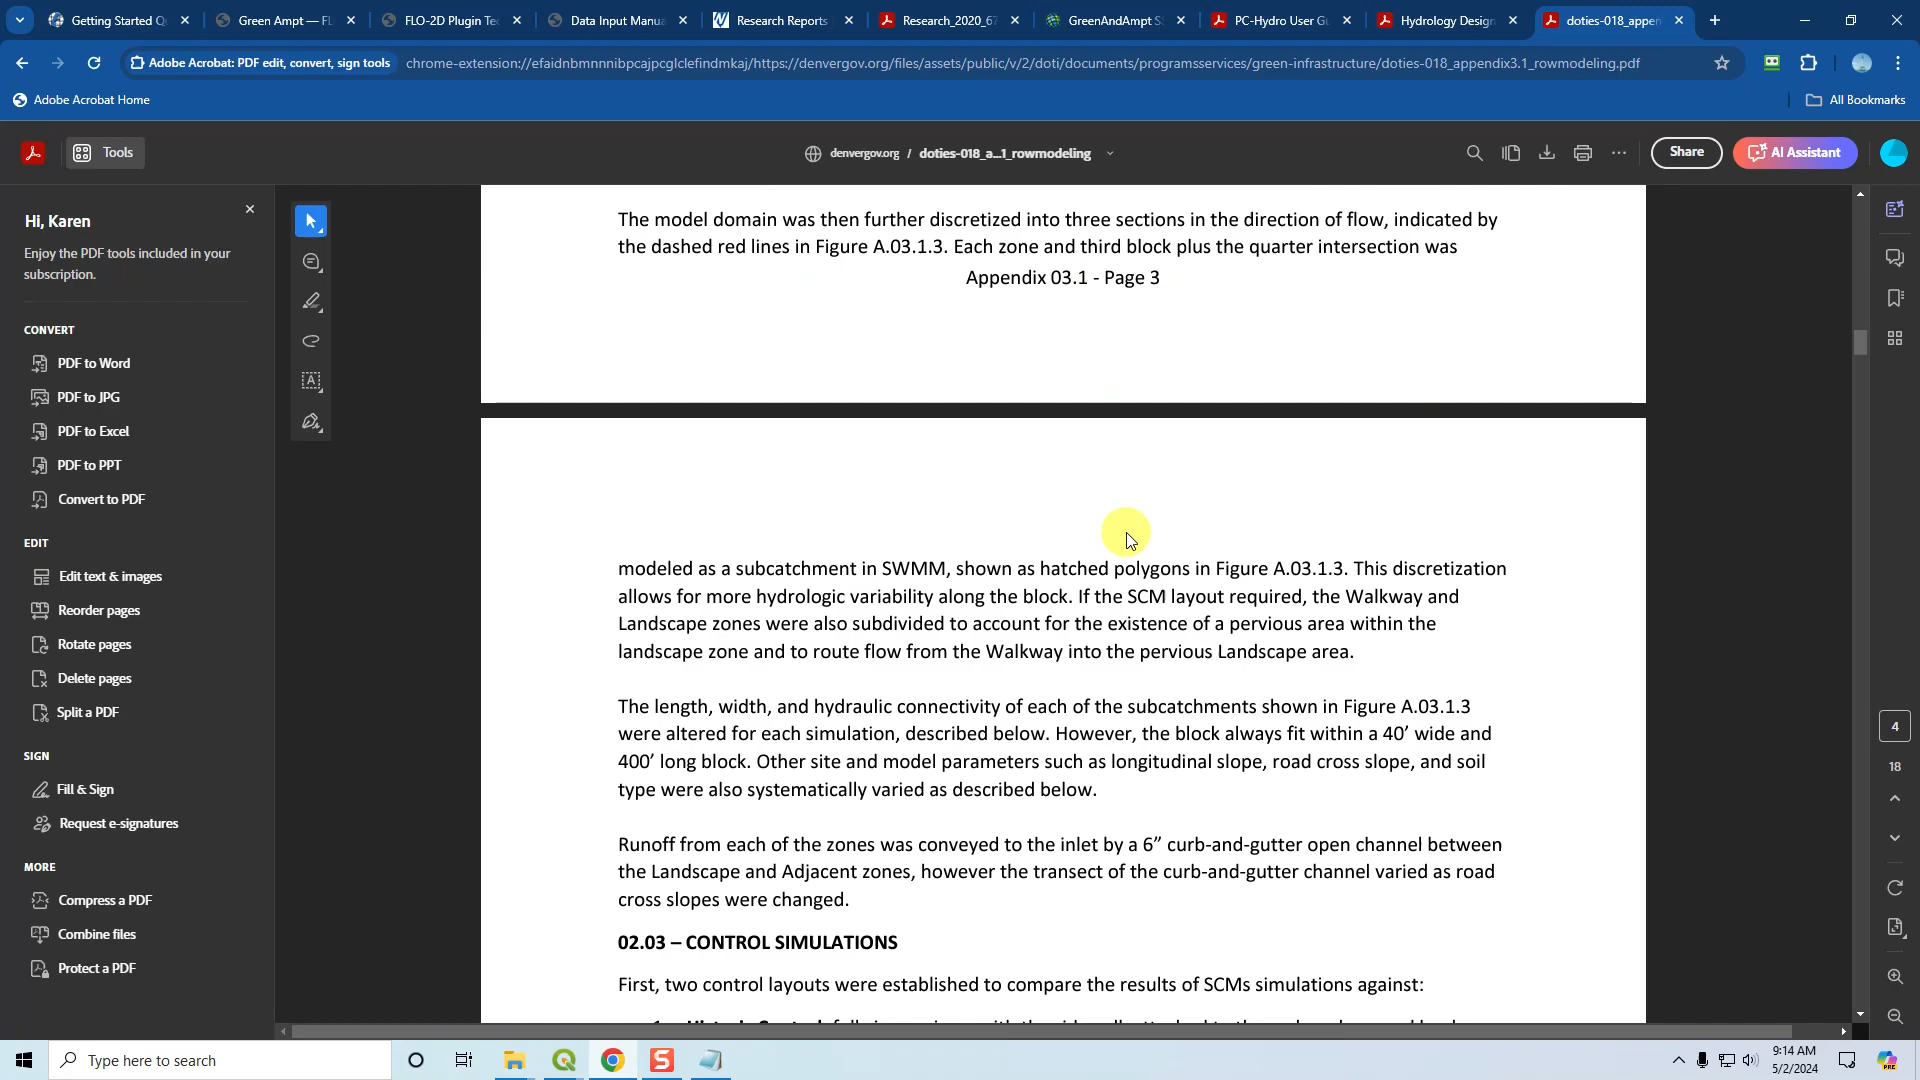 Getting Started Q
Green Ampt — FL
FLO-2D Plugin Tec
Data Input Manua
Research Reports
Research_2020_67
GreenAndAmpt S
PC-Hydro User Gu
Hydrology Design
doties-018_appen
Adobe Acrobat: PDF edit, convert, sign tools
chrome-extension://efaidnbmnnnibpcajpcglclefindmkaj/https://denvergov.org/files/assets/public/v/2/doti/documents/programsservices/green-infrastructure/doties-018_appendix3.1_rowmodeling.pdf
Adobe Acrobat Home
All Bookmarks
Tools
denvergov.org / doties-018_a...1_rowmodeling
Share
AI Assistant
Hi, Karen
Enjoy the PDF tools included in your
subscription.
CONVERT
PDF to Word
PDF to JPG
PDF to Excel
PDF to PPT
Convert to PDF
EDIT
Edit text & images
Reorder pages
Rotate pages
Delete pages
Split a PDF
SIGN
Fill & Sign
Request e-signatures
MORE
Compress a PDF
Combine files
Protect a PDF
The model domain was then further discretized into three sections in the direction of flow, indicated by
the dashed red lines in Figure A.03.1.3. Each zone and third block plus the quarter intersection was
Appendix 03.1 - Page 3
modeled as a subcatchment in SWMM, shown as hatched polygons in Figure A.03.1.3. This discretization
allows for more hydrologic variability along the block. If the SCM layout required, the Walkway and
Landscape zones were also subdivided to account for the existence of a pervious area within the
landscape zone and to route flow from the Walkway into the pervious Landscape area.
The length, width, and hydraulic connectivity of each of the subcatchments shown in Figure A.03.1.3
were altered for each simulation, described below. However, the block always fit within a 40’ wide and
400’ long block. Other site and model parameters such as longitudinal slope, road cross slope, and soil
type were also systematically varied as described below.
Runoff from each of the zones was conveyed to the inlet by a 6” curb-and-gutter open channel between
the Landscape and Adjacent zones, however the transect of the curb-and-gutter channel varied as road
cross slopes were changed.
02.03 – CONTROL SIMULATIONS
First, two control layouts were established to compare the results of SCMs simulations against:
4
18
Type here to search
9:14 AM
5/2/2024